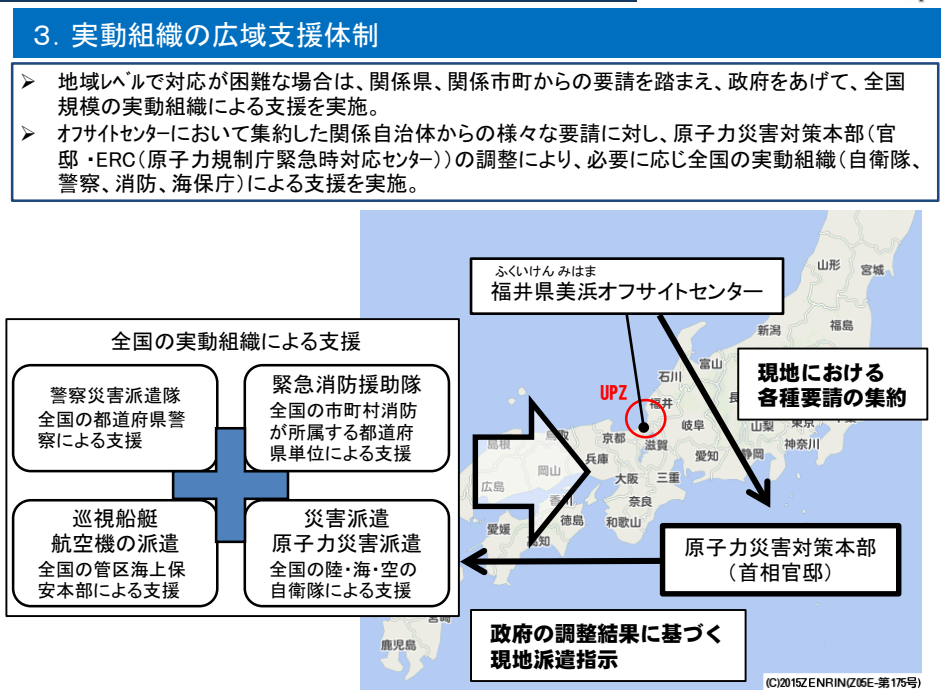 ３．実動組織の広域支援体制
➢ 地域ﾚﾍﾞﾙで対応が困難な場合は、関係県、関係市町からの要請を踏まえ、政府をあげて、全国
規模の実動組織による支援を実施。
➢ ｵﾌｻｲﾄｾﾝﾀｰにおいて集約した関係自治体からの様々な要請に対し、原子力災害対策本部（官
邸・ERC（原子力規制庁緊急時対応ｾﾝﾀｰ））の調整により、必要に応じ全国の実動組織（自衛隊、
警察、消防、海保庁）による支援を実施。
ふくいけん みはま
福井県美浜オフサイトセンター
全国の実動組織による支援
警察災害派遣隊
全国の都道府県警
察による支援
緊急消防援助隊
全国の市町村消防
が所属する都道府
県単位による支援
巡視船艇
航空機の派遣
全国の管区海上保
安本部による支援
災害派遣
原子力災害派遣
全国の陸・海・空の
自衛隊による支援
現地における
各種要請の集約
原子力災害対策本部
（首相官邸）
政府の調整結果に基づく
現地派遣指示
UPZ
山形
宮城
新潟
福島
富山
石川
福井
岐阜
山梨
東京
神奈川
静岡
愛知
滋賀
京都
兵庫
鳥取
島根
岡山
広島
大阪
三重
奈良
和歌山
香川
徳島
愛媛
高知
宮崎
鹿児島
(C)2015ZENRIN(Z05E-第175号)